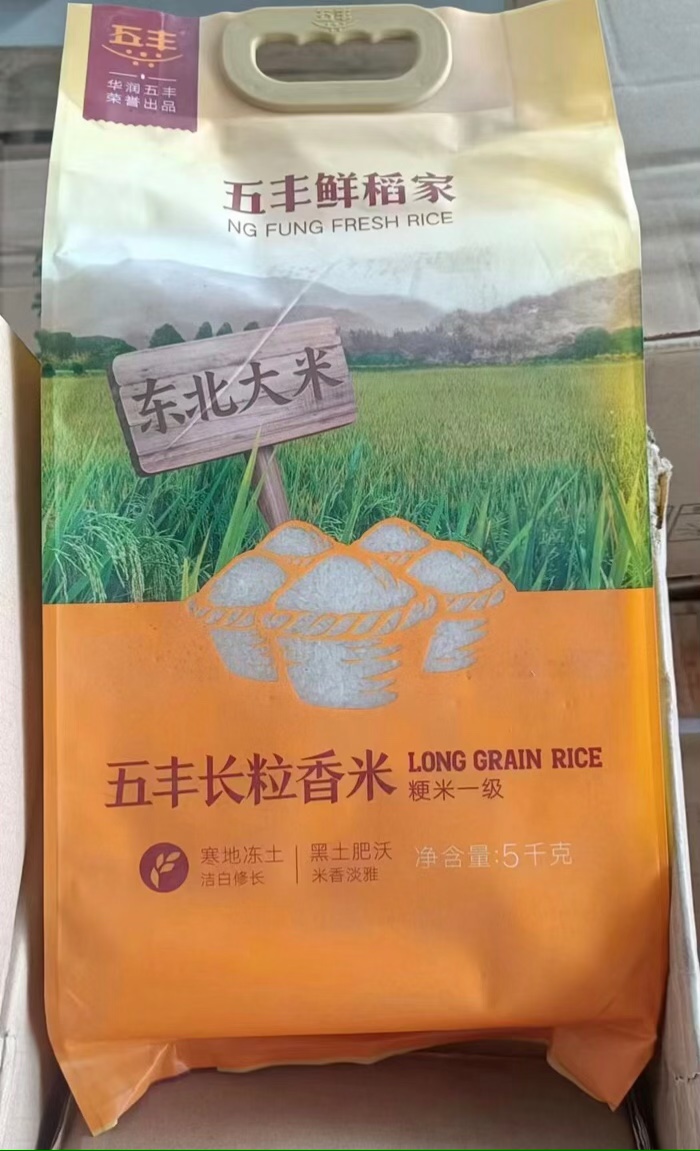 五丰
五丰
华润五丰
荣誉出品
五丰鲜稻家
NG FUNG FRESH RICE
东北大米
五丰长粒香米
LONG GRAIN RICE
粳米一级
寒地冻土
洁白修长
黑土肥沃
米香淡雅
净含量:5千克